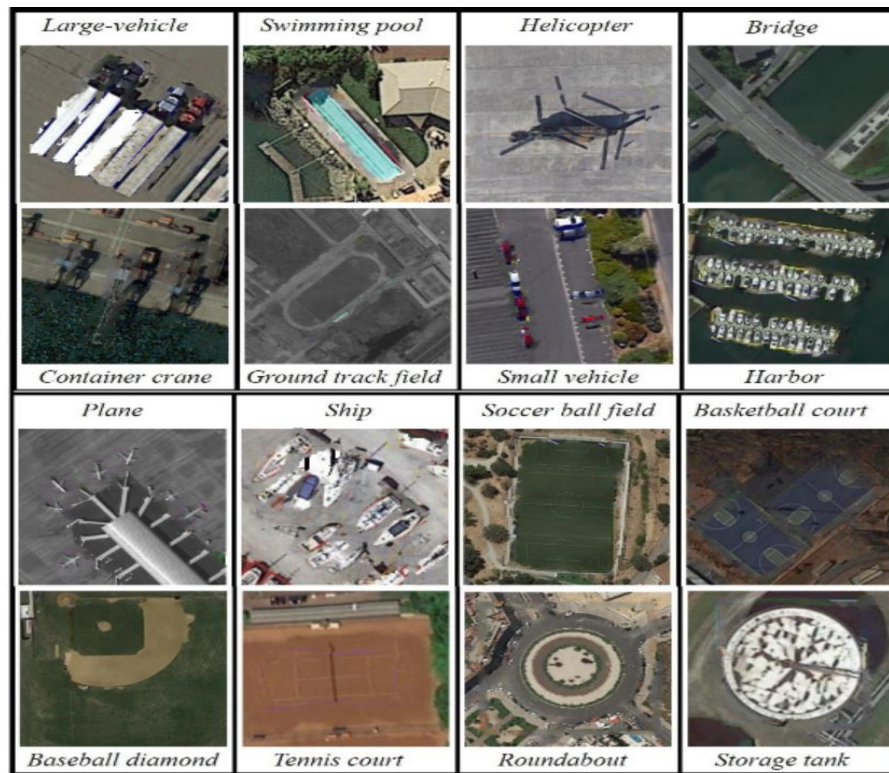 Large-vehicle
Swimming pool
Helicopter
Bridge
Container crane
Ground track field
Small vehicle
Harbor
Plane
Ship
Soccer ball field
Basketball court
Baseball diamond
Tennis court
Roundabout
Storage tank